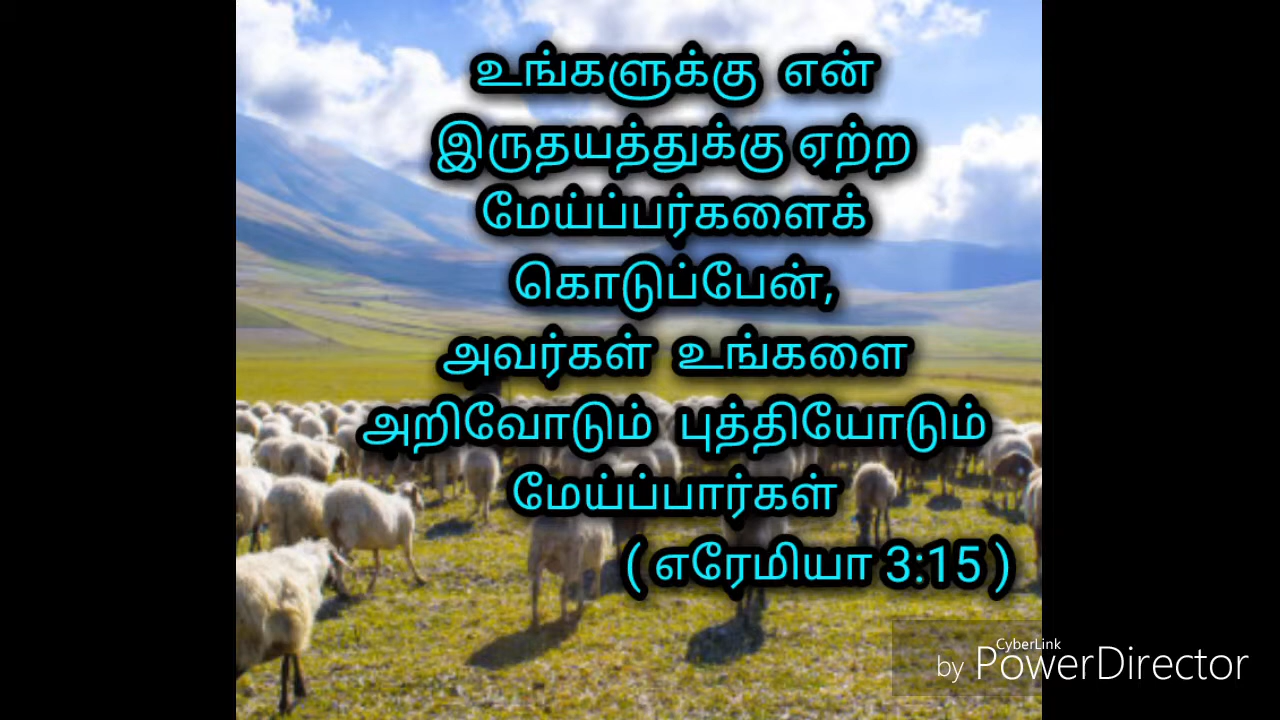 உங்களுக்கு என்
இருதயத்துக்கு ஏற்ற
மேய்ப்பர்களைக்
கொடுப்பேன்,
அவர்கள் உங்களை
அறிவோடும் புத்தியோடும்
மேய்ப்பார்கள்
( எரேமியா 3:15 )
CyberLink
by PowerDirector